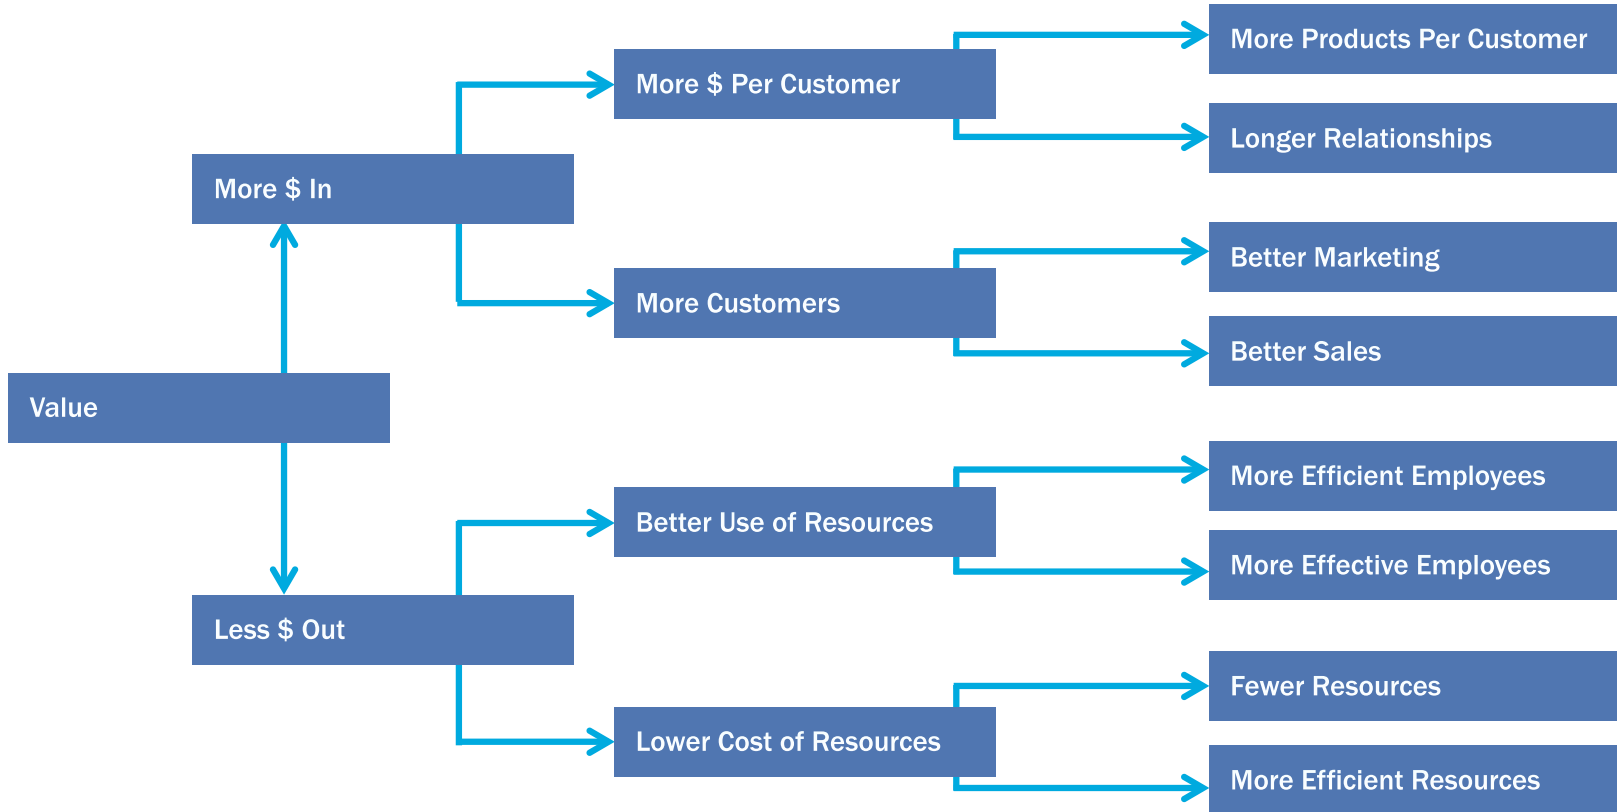 More Products Per Customer
More $ Per Customer
Longer Relationships
More $ In
Better Marketing
More Customers
Better Sales
Value
More Efficient Employees
Better Use of Resources
More Effective Employees
Less $ Out
Fewer Resources
Lower Cost of Resources
More Efficient Resources